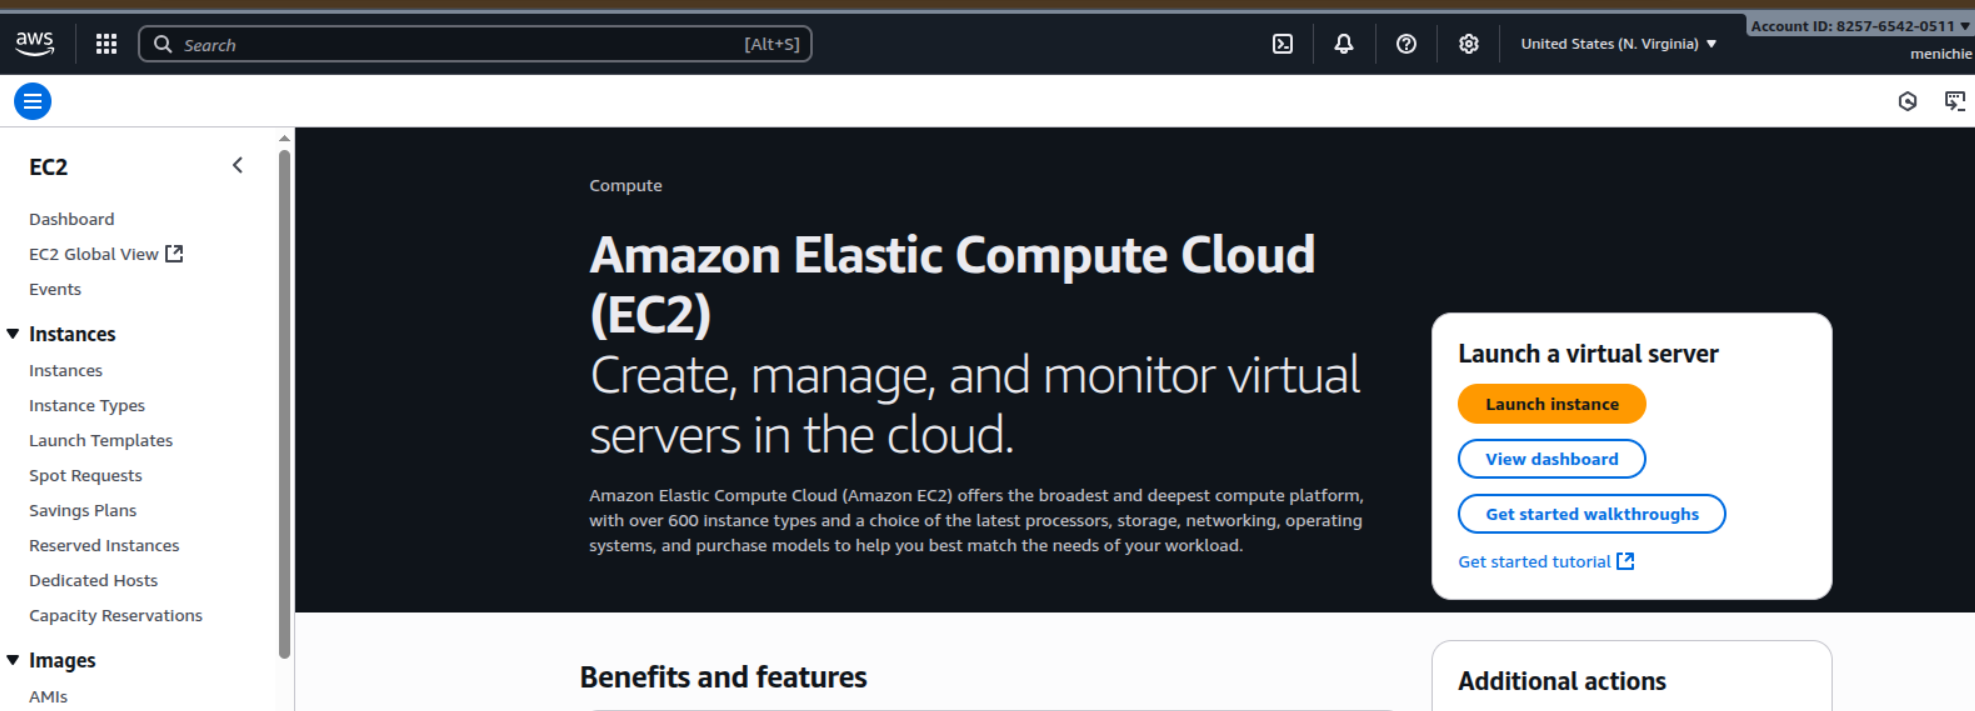 aws
Search
[Alt+S]
United States (N. Virginia)
Account ID: 8257-6542-0511
menichie
EC2
Dashboard
EC2 Global View
Events
Instances
Instances
Instance Types
Launch Templates
Spot Requests
Savings Plans
Reserved Instances
Dedicated Hosts
Capacity Reservations
Images
AMIs
Compute
Amazon Elastic Compute Cloud
(EC2)
Create, manage, and monitor virtual
servers in the cloud.
Amazon Elastic Compute Cloud (Amazon EC2) offers the broadest and deepest compute platform,
with over 600 instance types and a choice of the latest processors, storage, networking, operating
systems, and purchase models to help you best match the needs of your workload.
Launch a virtual server
Launch instance
View dashboard
Get started walkthroughs
Get started tutorial
Benefits and features
Additional actions